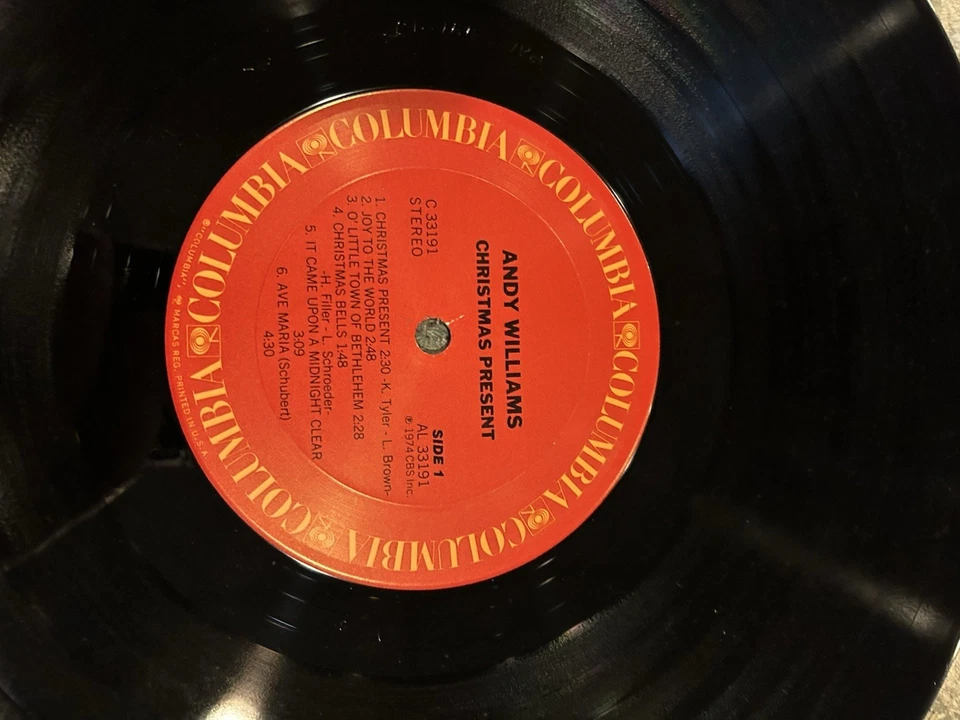 COLUMBIA COLUMBIA COLUMBIA COLUMBIA COLUMBIA COLUMBIA
ANDY WILLIAMS
CHRISTMAS PRESENT
C 33191
STEREO
SIDE 1
AL 33191
℗ 1974 CBS Inc.
1. CHRISTMAS PRESENT 2:30 -K. Tyler - L. Brown-
2. JOY TO THE WORLD 2:48
3. O' LITTLE TOWN OF BETHLEHEM 2:28
4. CHRISTMAS BELLS 1:48
-H. Filler - L. Schroeder-
5. IT CAME UPON A MIDNIGHT CLEAR
3:09
6. AVE MARIA (Schubert)
4:30
® "COLUMBIA", MARCAS REG. PRINTED IN U.S.A.